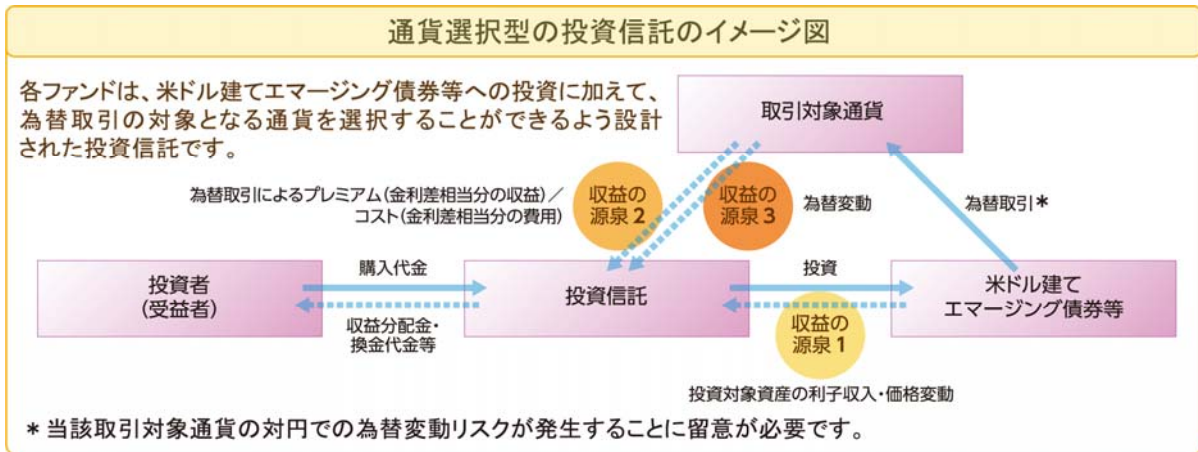 通貨選択型の投資信託のイメージ図
各ファンドは、米ドル建てエマージング債券等への投資に加えて、
為替取引の対象となる通貨を選択することができるよう設計
された投資信託です。
取引対象通貨
為替取引によるプレミアム(金利差相当分の収益)/
コスト(金利差相当分の費用)
収益の
源泉2
収益の
源泉3
為替変動
為替取引*
投資者
(受益者)
購入代金
収益分配金・
換金代金等
投資信託
投資
収益の
源泉1
米ドル建て
エマージング債券等
投資対象資産の利子収入・価格変動
*当該取引対象通貨の対円での為替変動リスクが発生することに留意が必要です。